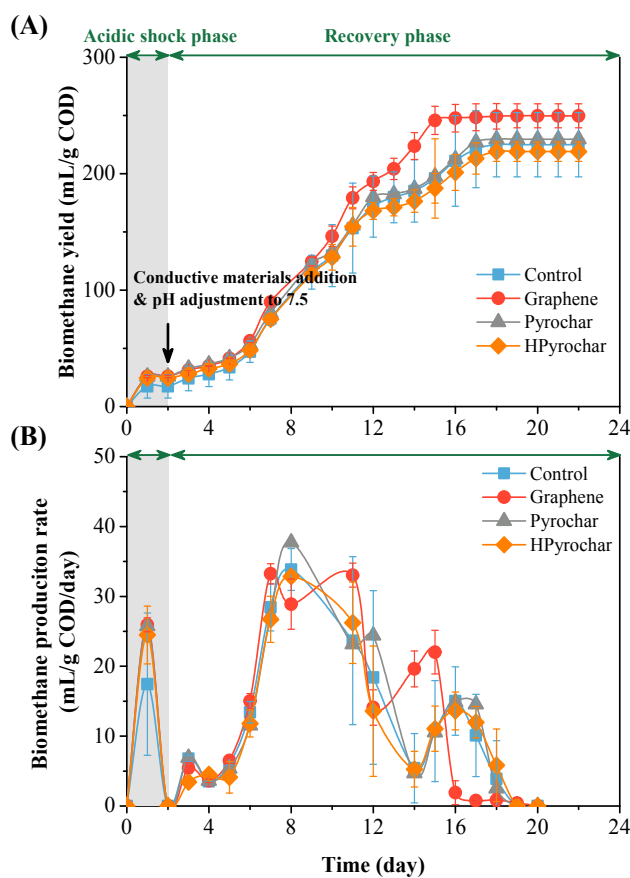 (A)
Acidic shock phase
Recovery phase
300
200
100
0
Biomethane yield (mL/g COD)
Conductive materials addition
& pH adjustment to 7.5
Control
Graphene
Pyrochar
HPyrochar
0 4 8 12 16 20 24
(B)
50
40
30
20
10
0
Biomethane production rate
(mL/g COD/day)
Control
Graphene
Pyrochar
HPyrochar
0 4 8 12 16 20 24
Time (day)